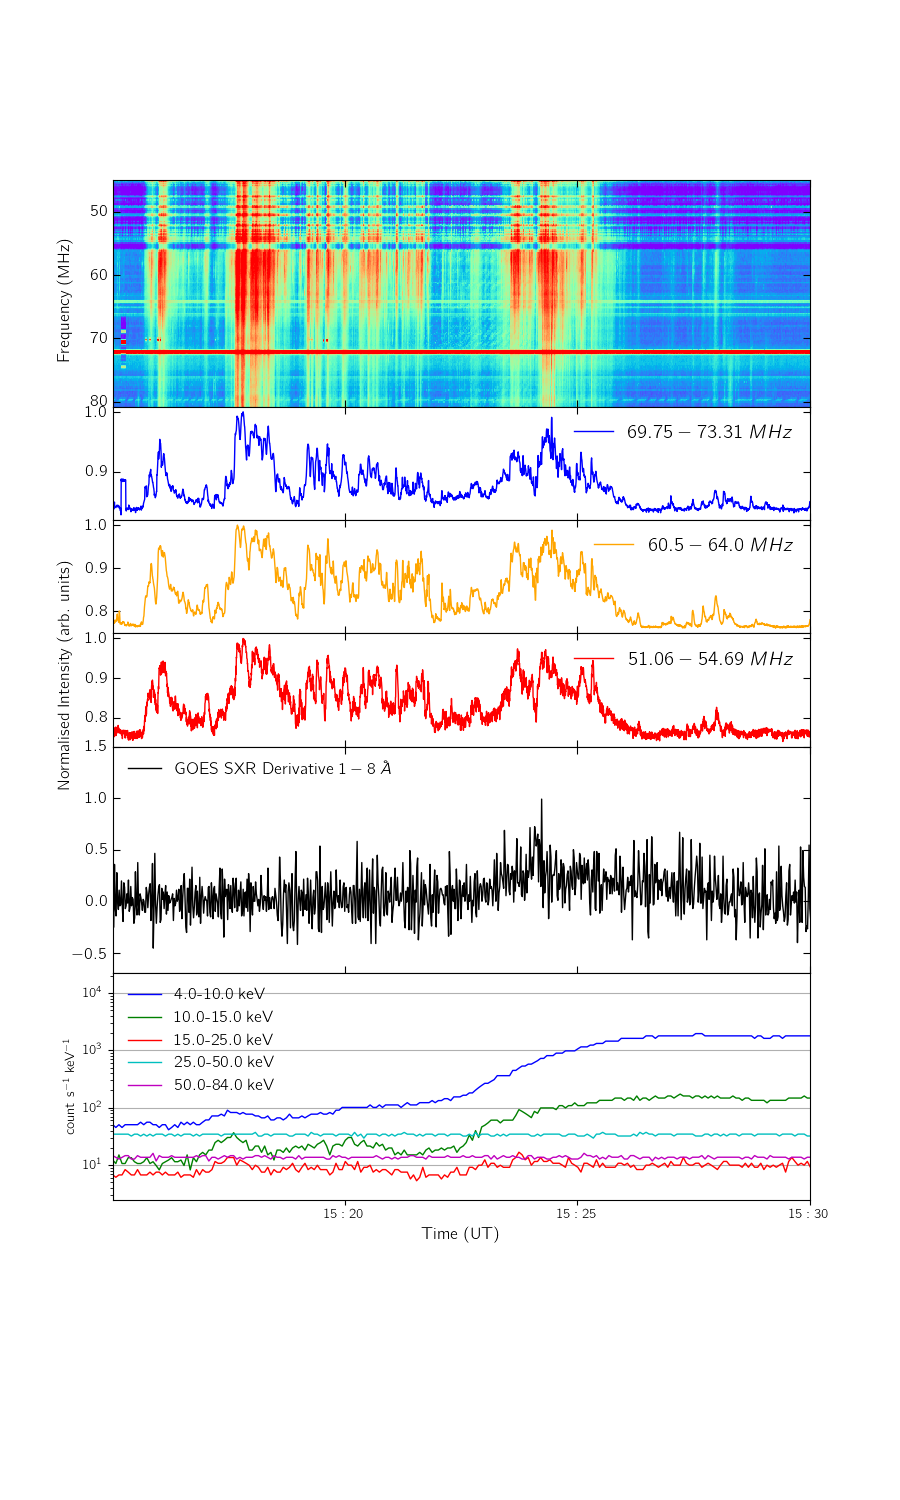 50
60
70
80
Frequency (MHz)
1.0
0.9
69.75 − 73.31 MHz
1.0
0.9
0.8
60.5 − 64.0 MHz
1.0
0.9
0.8
51.06 − 54.69 MHz
Normalised Intensity (arb. units)
1.5
1.0
0.5
0.0
−0.5
GOES SXR Derivative 1 − 8 Å
10⁴
10³
10²
10¹
count s⁻¹ keV⁻¹
4.0-10.0 keV
10.0-15.0 keV
15.0-25.0 keV
25.0-50.0 keV
50.0-84.0 keV
15 : 20
15 : 25
15 : 30
Time (UT)